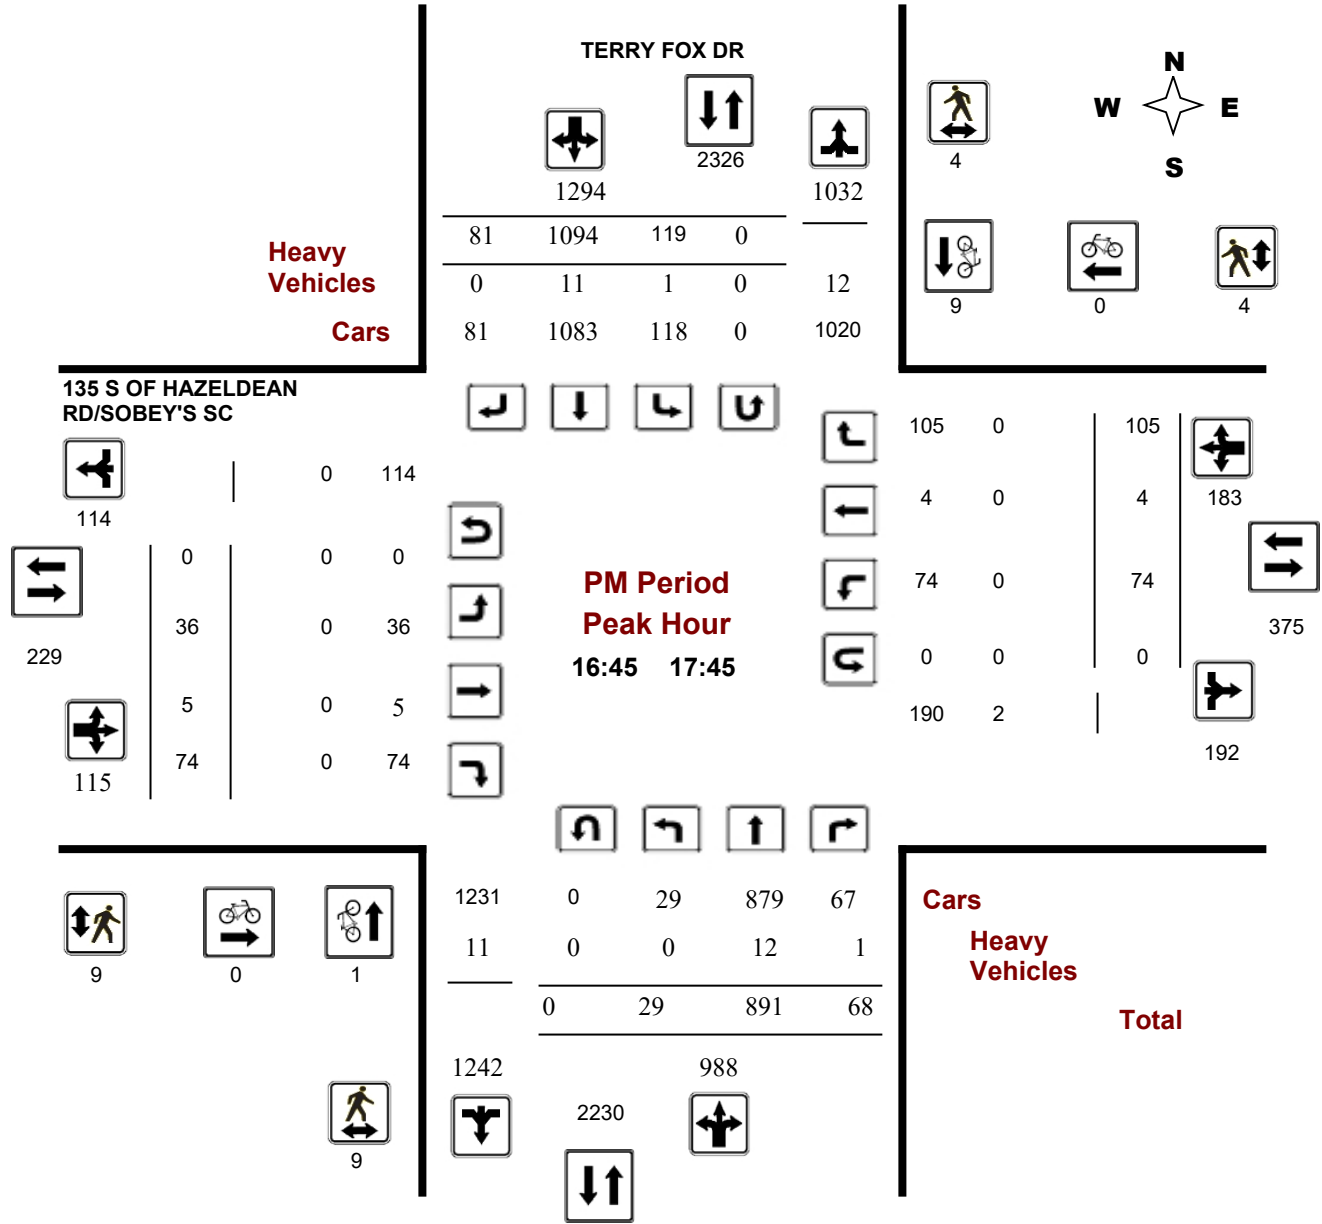 TERRY FOX DR
N
W E
S
2326
4
1294 1032
81 1094 119 0
Heavy
Vehicles
0 11 1 0 12
9 0 4
Cars
81 1083 118 0 1020
135 S OF HAZELDEAN
RD/SOBEY'S SC
105 0 105
0 114
4 0 4 183
114
0 0 0
PM Period
74 0 74
36 0 36
Peak Hour
375
229
16:45 17:45
0 0 0
5 0 5
190 2
192
74 0 74
115
1231 0 29 879 67
Cars
11 0 0 12 1
Heavy
Vehicles
9 0 1
0 29 891 68
Total
1242 988
2230
9